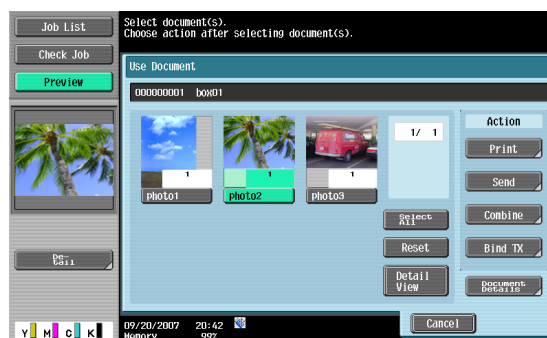 Job List
Check Job
Preview
De-
tail
Y M C K
Select document(s).
Choose action after selecting document(s).
Use Document
000000001 box01
1 1 1
photo1 photo2 photo3
1/ 1
Select
All
Reset
Detail
View
Action
Print
Send
Combine
Bind TX
Document
Details
Cancel
09/20/2007 20:42
Memory 99%